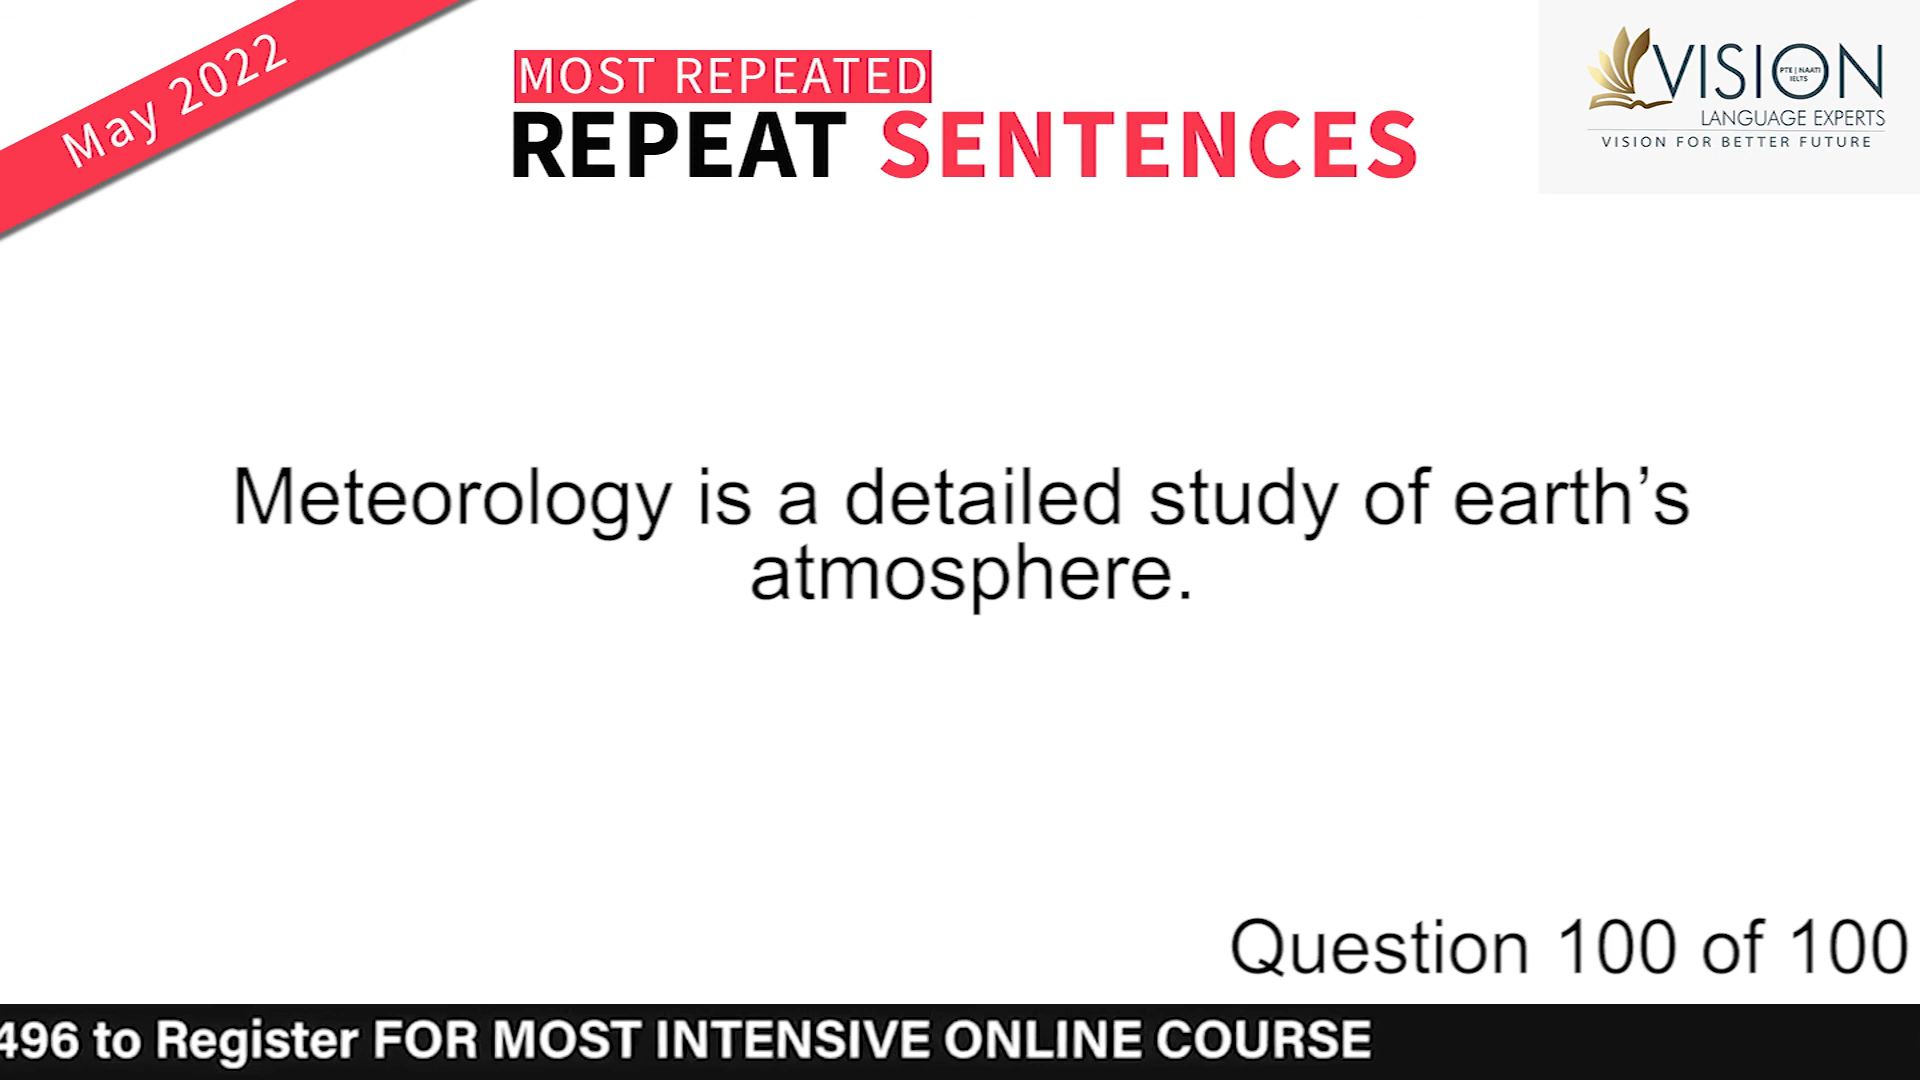 May 2022
MOST REPEATED
REPEAT SENTENCES
VISION
PTE | NAATI
IELTS
LANGUAGE EXPERTS
VISION FOR BETTER FUTURE
Meteorology is a detailed study of earth’s
atmosphere.
Question 100 of 100
496 to Register FOR MOST INTENSIVE ONLINE COURSE